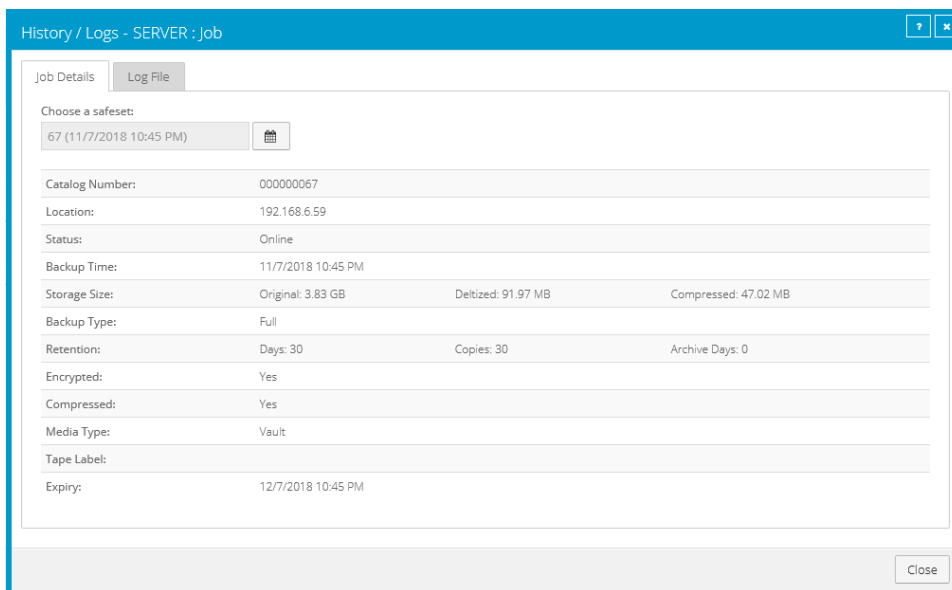 History / Logs - SERVER : Job
? ×
Job Details Log File
Choose a safeset:
67 (11/7/2018 10:45 PM)
Catalog Number: 000000067
Location: 192.168.6.59
Status: Online
Backup Time: 11/7/2018 10:45 PM
Storage Size: Original: 3.83 GB Deltized: 91.97 MB Compressed: 47.02 MB
Backup Type: Full
Retention: Days: 30 Copies: 30 Archive Days: 0
Encrypted: Yes
Compressed: Yes
Media Type: Vault
Tape Label:
Expiry: 12/7/2018 10:45 PM
Close